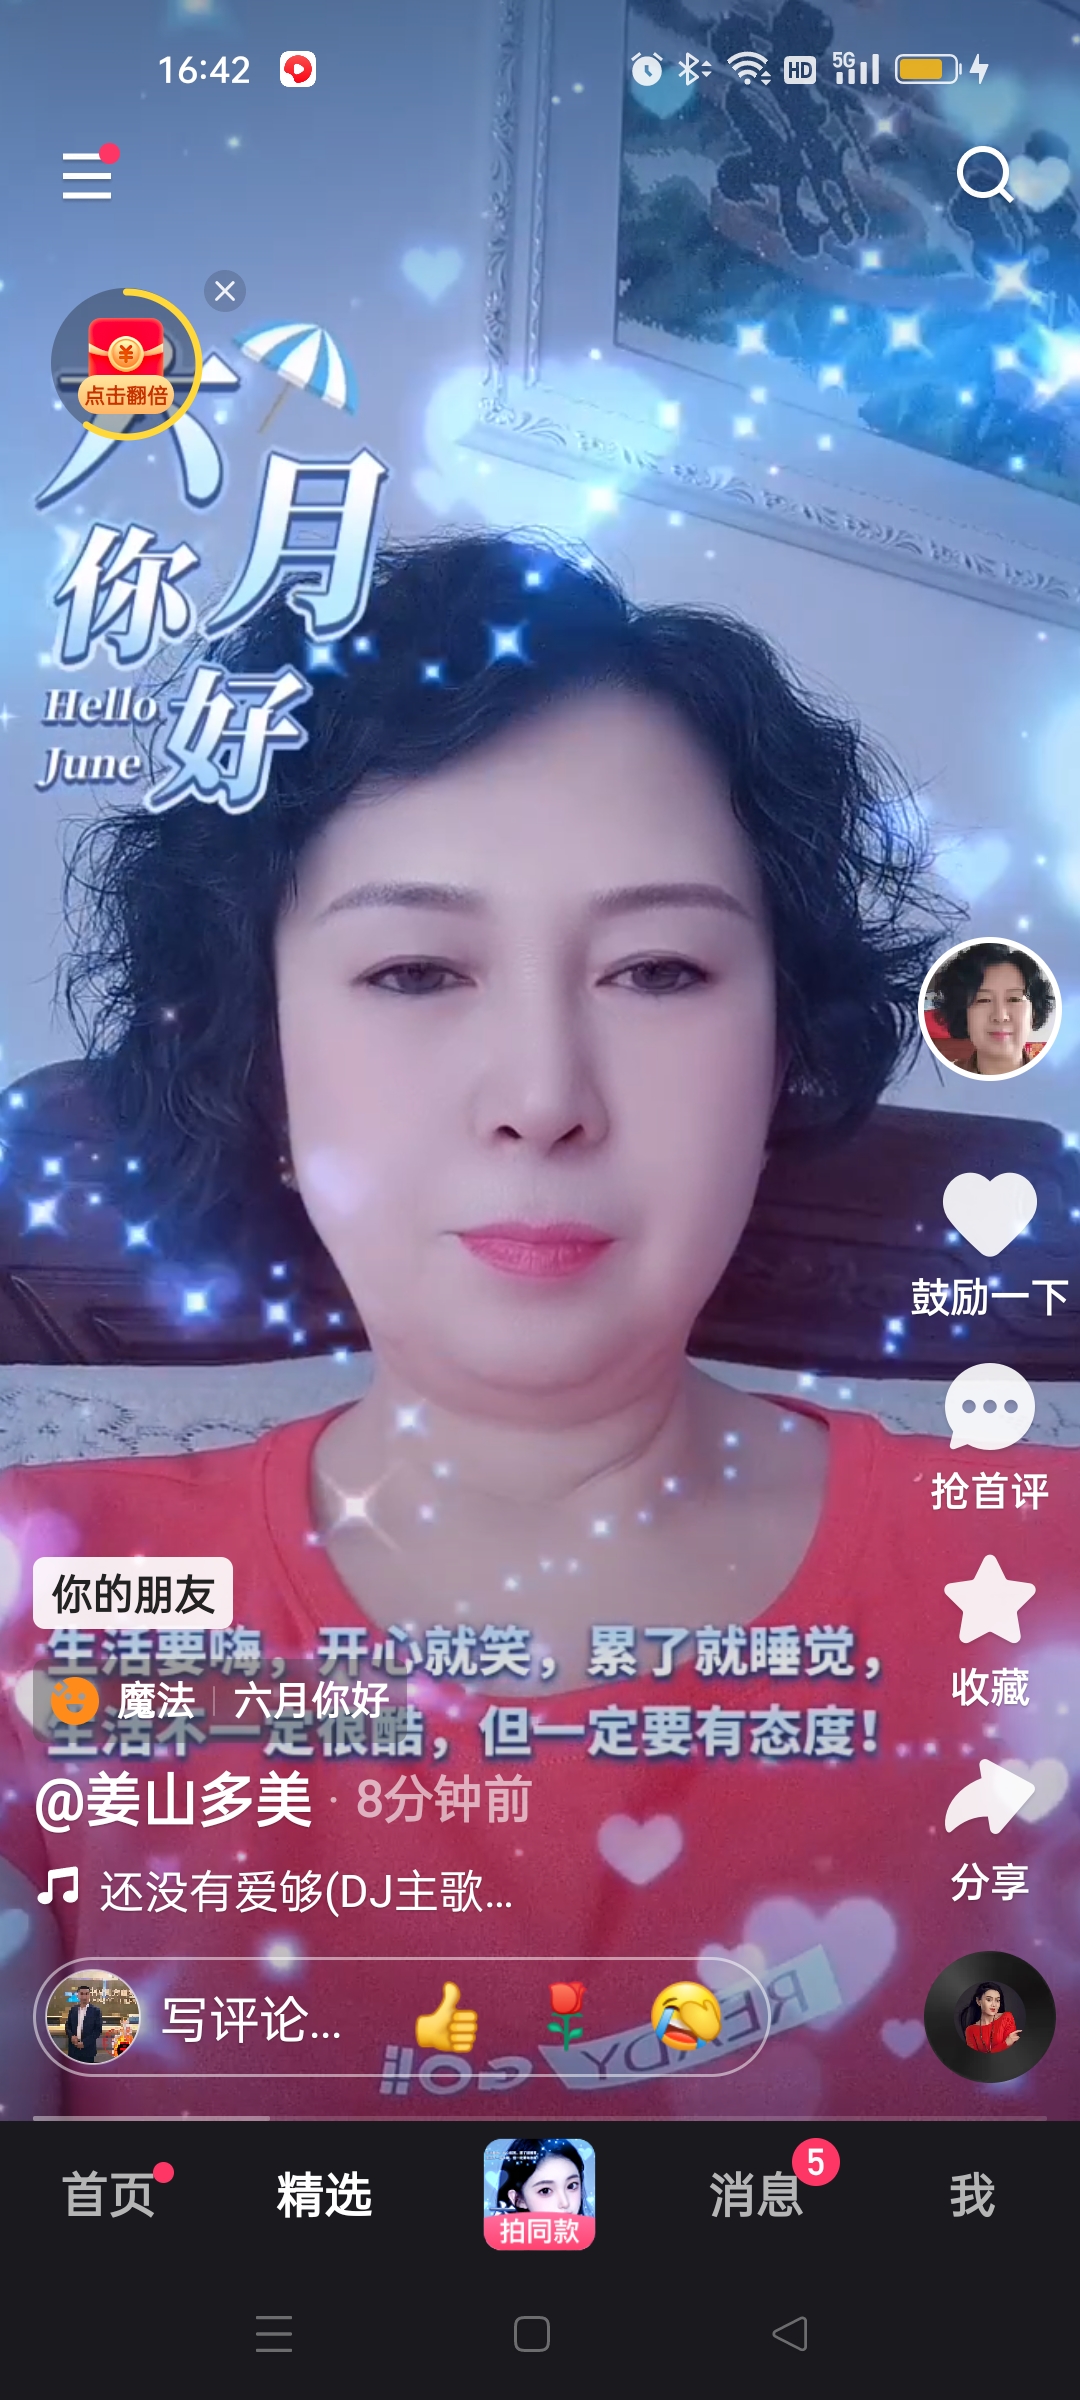 16:42
HD
5G
点击翻倍
六月
你好
Hello
June
鼓励一下
抢首评
你的朋友
生活要嗨，开心就笑，累了就睡觉，
魔法 六月你好
生活不一定很酷，但一定要有态度！
收藏
@姜山多美 · 8分钟前
分享
还没有爱够(DJ主歌...
写评论...
READY
GO!!
首页
精选
拍同款
消息
5
我